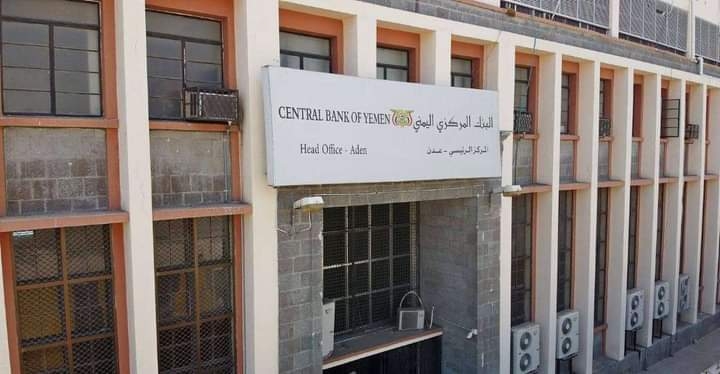 CENTRAL BANK OF YEMEN البنك المركزي اليمني
Head Office - Aden المركز الرئيسي - عدن